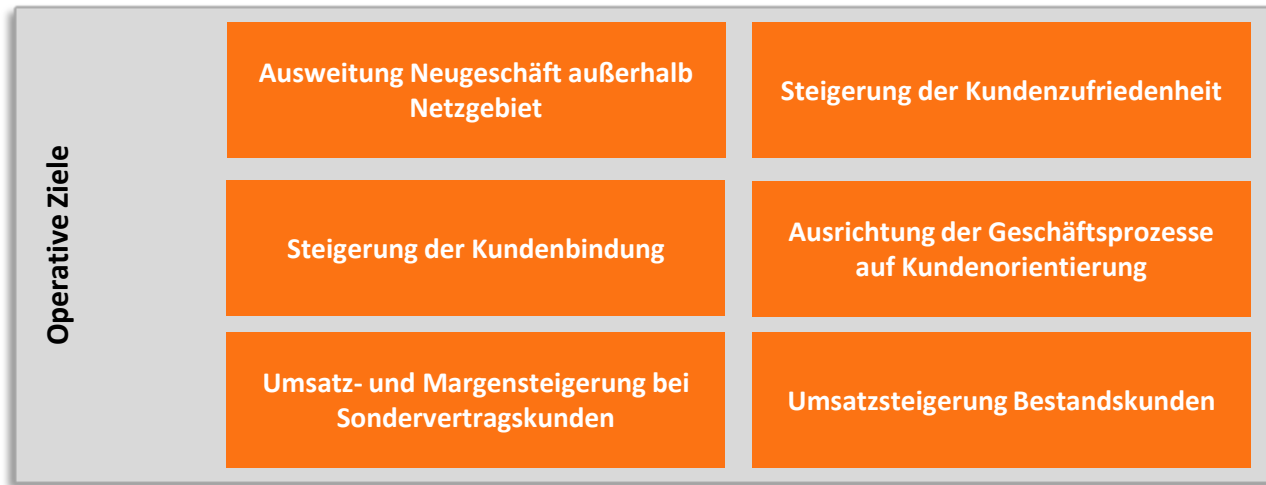 Operative Ziele
Ausweitung Neugeschäft außerhalb
Netzgebiet
Steigerung der Kundenzufriedenheit
Steigerung der Kundenbindung
Ausrichtung der Geschäftsprozesse
auf Kundenorientierung
Umsatz- und Margensteigerung bei
Sondervertragskunden
Umsatzsteigerung Bestandskunden